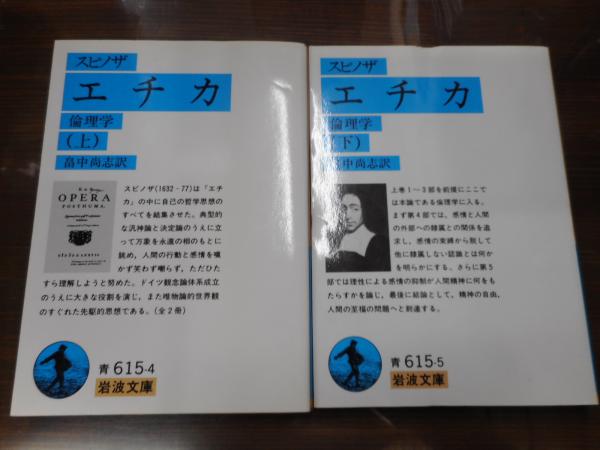 スピノザ
エチカ
倫理学
(上)
畠中尚志訳
OPERA
POSTHUMA.
スピノザ(1632‐77)は「エチ
カ」の中に自己の哲学思想の
すべてを結集させた。典型的
な汎神論と決定論のうえに立
って万象を永遠の相のもとに
眺め、人間の行動と感情を嘆
かず笑わず嘲らず、ただひた
すら理解しようと努めた。ドイツ観念論体系成立
のうえに大きな役割を演じ、また唯物論的世界観
のすぐれた先駆的思想である。(全2冊)
青 615-4
岩波文庫
スピノザ
エチカ
倫理学
(下)
畠中尚志訳
上巻1~3部を前提にここで
は本論である倫理学に入る。
まず第4部では、感情と人間
の外部への隷属との関係を追
求し、感情の束縛から脱して
他に隷属しない認識とは何か
を明らかにする。さらに第5
部では理性による感情の抑制が人間精神に何をも
たらすかを論じ、最後に結論として、精神の自由、
人間の至福の問題へと到達する。
青 615-5
岩波文庫